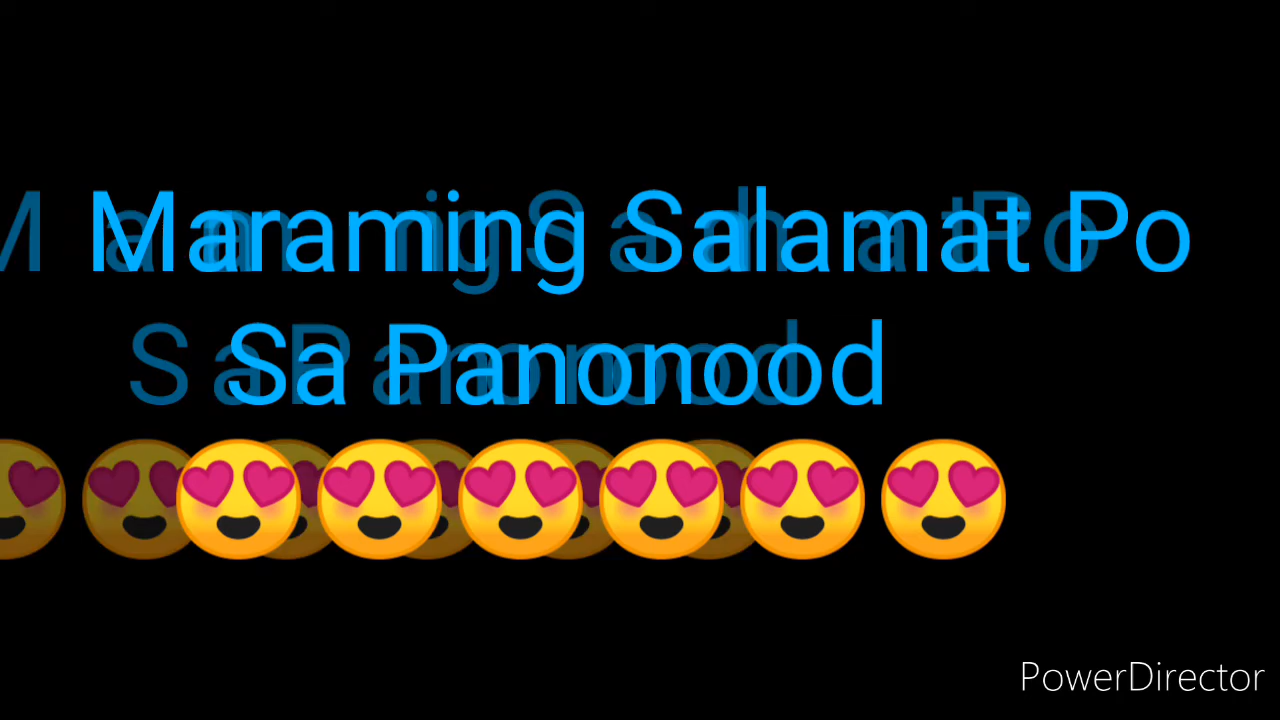 Maraming Salamat Po
Sa Panonood
😍😍😍😍😍😍
PowerDirector